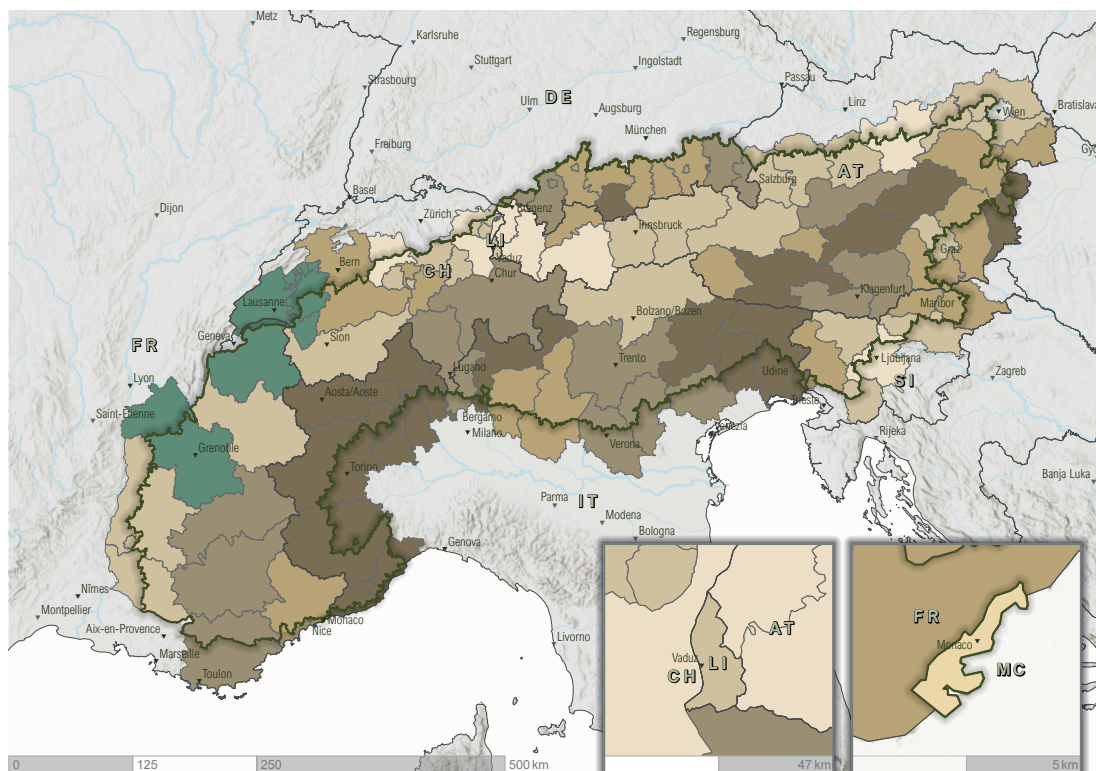 Metz
Karlsruhe
Regensburg
Stuttgart
Ingolstadt
Strasbourg
Passau
DE
Ulm
Augsburg
Linz
Wien
Bratislava
München
Freiburg
AT
Salzburg
Basel
Dijon
Zürich
Bregenz
Innsbruck
LI
Vaduz
Graz
Bern
CH
Chur
Klagenfurt
Lausanne
Maribor
Geneva
Sion
Bolzano/Bozen
FR
Ljubljana
Trento
Lugano
Udine
SI
Zagreb
Lyon
Aosta/Aoste
Trieste
Saint-Étienne
Bergamo
Milano
Venezia
Rijeka
Grenoble
Verona
Torino
Banja Luka
Parma
IT
Modena
Bologna
Genova
Nîmes
Montpellier
Monaco
Nice
Aix-en-Provence
Livorno
Marseille
Toulon
AT
Vaduz
LI
CH
FR
Monaco
MC
0
125
250
500 km
47 km
5 km